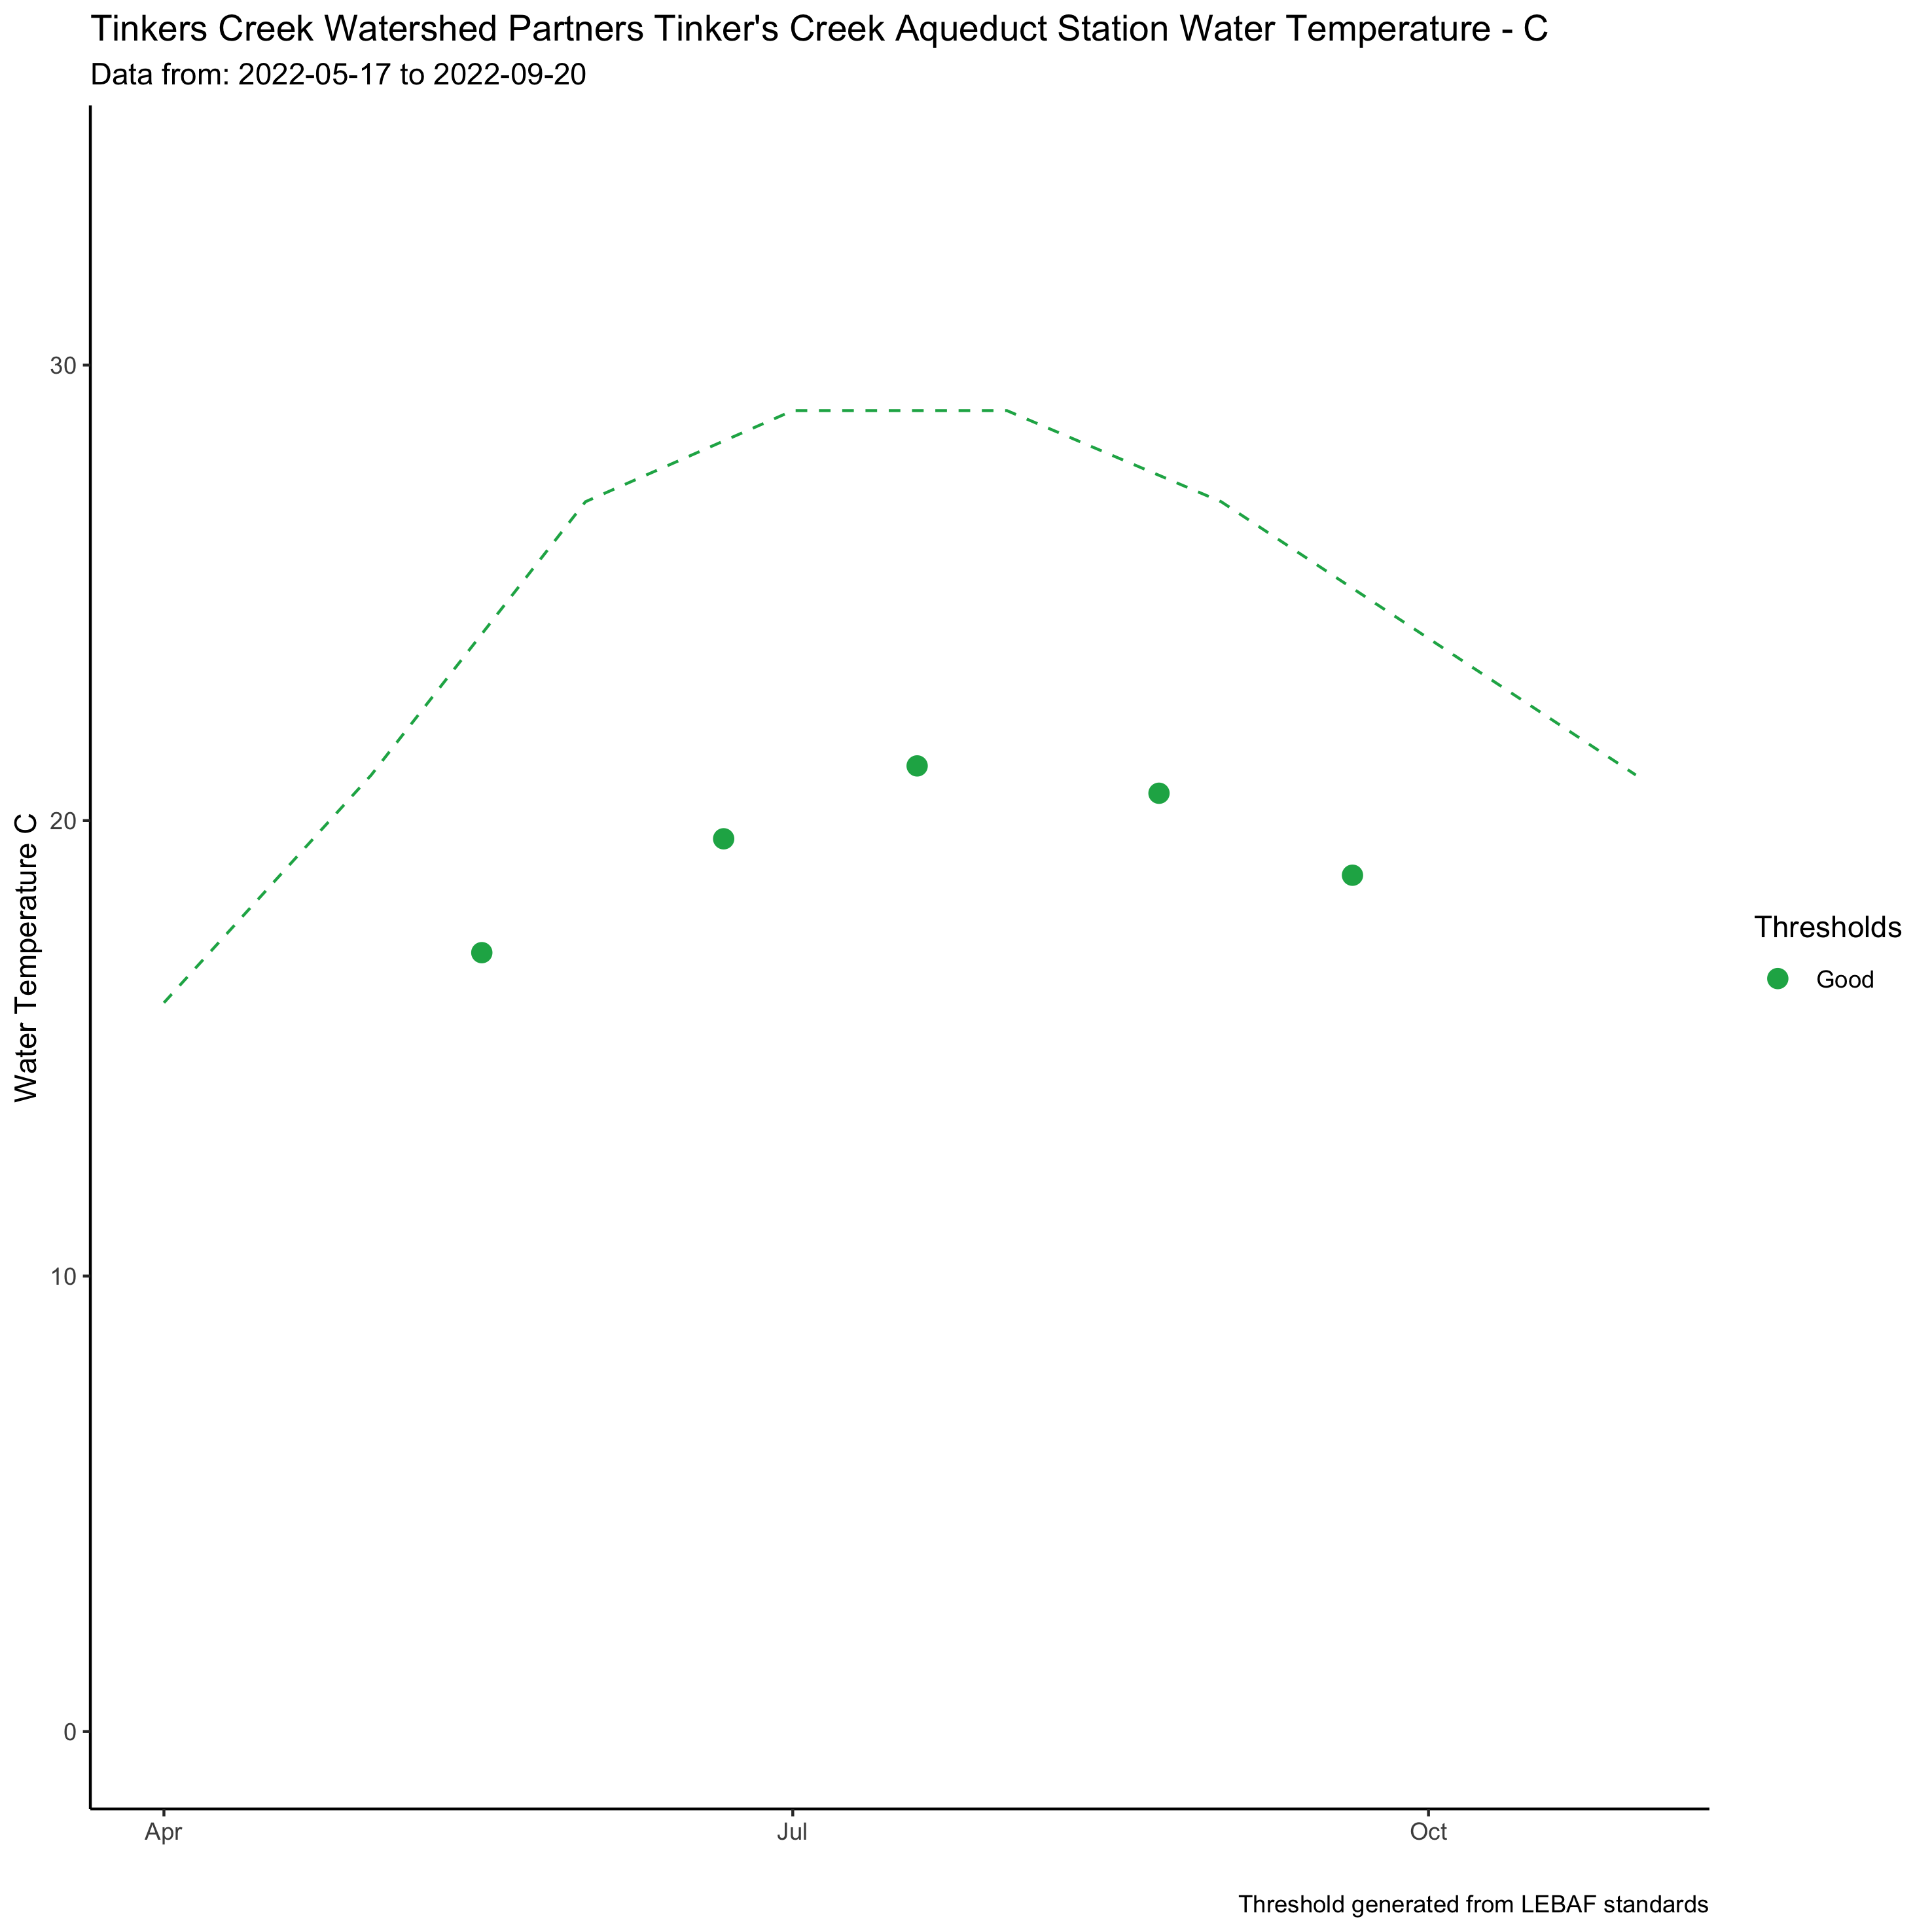 Tinkers Creek Watershed Partners Tinker's Creek Aqueduct Station Water Temperature - C
Data from: 2022-05-17 to 2022-09-20
Water Temperature C
30
20
10
0
Apr
Jul
Oct
Thresholds
Good
Threshold generated from LEBAF standards